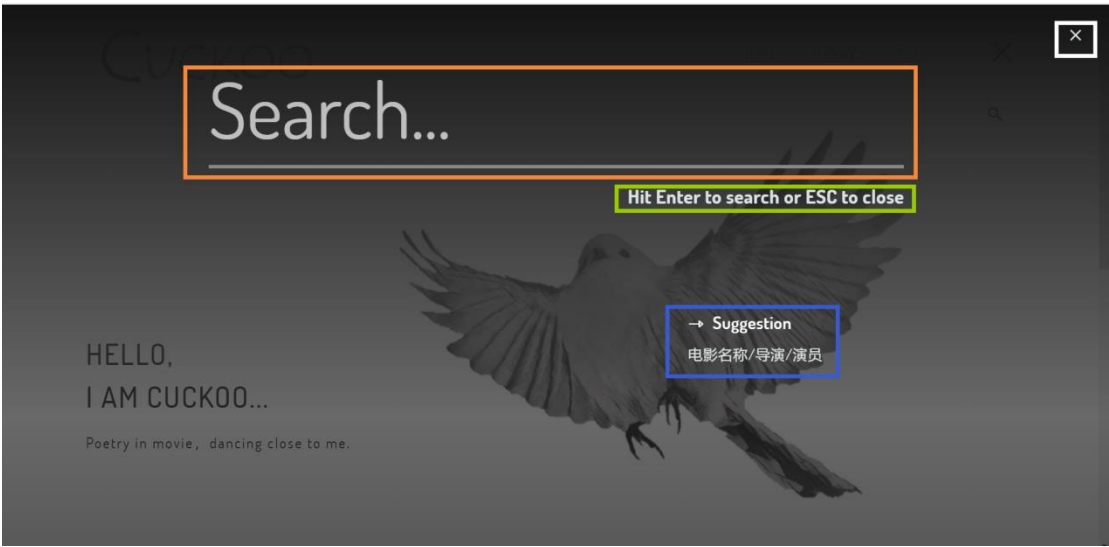 Cuckoo
Search...
Hit Enter to search or ESC to close
→ Suggestion
电影名称/导演/演员
HELLO,
I AM CUCKOO...
Poetry in movie, dancing close to me.